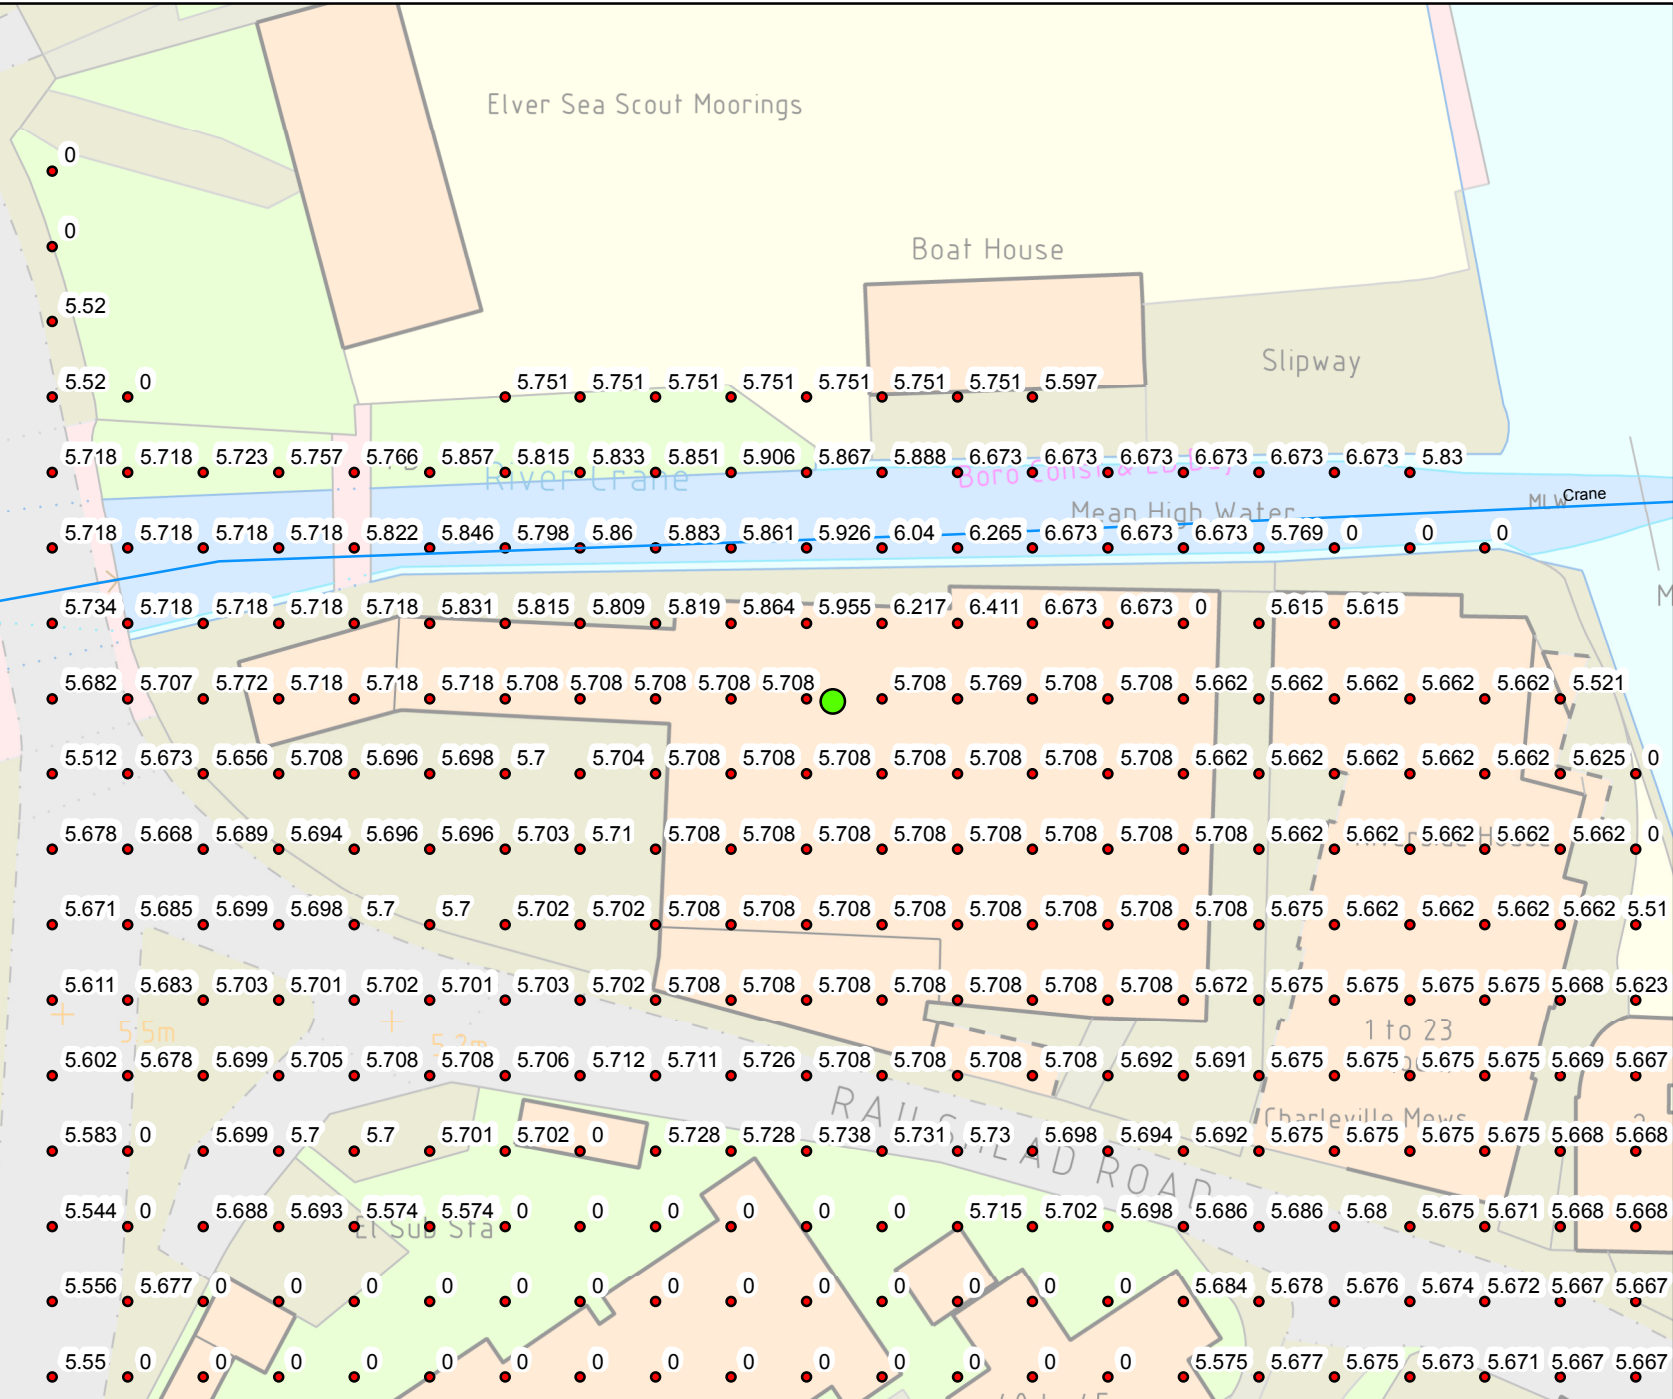 Elver Sea Scout Moorings
0
0
Boat House
5.52
Slipway
5.52 0 5.751 5.751 5.751 5.751 5.751 5.751 5.751 5.597
5.718 5.718 5.723 5.757 5.766 5.857 5.815 5.833 5.851 5.906 5.867 5.888 6.673 6.673 6.673 6.673 6.673 6.673 5.83
River Crane
Boro Const & ED Bdy
Mean High Water
MLW
Crane
5.718 5.718 5.718 5.718 5.822 5.846 5.798 5.86 5.883 5.861 5.926 6.04 6.265 6.673 6.673 6.673 5.769 0 0 0
M
5.734 5.718 5.718 5.718 5.718 5.831 5.815 5.809 5.819 5.864 5.955 6.217 6.411 6.673 6.673 0 5.615 5.615
5.682 5.707 5.772 5.718 5.718 5.718 5.708 5.708 5.708 5.708 5.708 5.708 5.769 5.708 5.708 5.662 5.662 5.662 5.662 5.662 5.521
5.512 5.673 5.656 5.708 5.696 5.698 5.7 5.704 5.708 5.708 5.708 5.708 5.708 5.708 5.708 5.662 5.662 5.662 5.662 5.662 5.625 0
5.678 5.668 5.689 5.694 5.696 5.696 5.703 5.71 5.708 5.708 5.708 5.708 5.708 5.708 5.708 5.708 5.662 5.662 5.662 5.662 5.662 0
Riverside House
5.671 5.685 5.699 5.698 5.7 5.7 5.702 5.702 5.708 5.708 5.708 5.708 5.708 5.708 5.708 5.708 5.675 5.662 5.662 5.662 5.662 5.51
5.611 5.683 5.703 5.701 5.702 5.701 5.703 5.702 5.708 5.708 5.708 5.708 5.708 5.708 5.708 5.672 5.675 5.675 5.675 5.675 5.668 5.623
5.5m
5.2m
1 to 23
5.602 5.678 5.699 5.705 5.708 5.708 5.706 5.712 5.711 5.726 5.708 5.708 5.708 5.708 5.692 5.691 5.675 5.675 5.675 5.675 5.669 5.667
Charleville Mews
RAILSHEAD ROAD
5.583 0 5.699 5.7 5.7 5.701 5.702 0 5.728 5.728 5.738 5.731 5.73 5.698 5.694 5.692 5.675 5.675 5.675 5.675 5.668 5.668
5.544 0 5.688 5.693 5.574 5.574 0 0 0 0 0 0 5.715 5.702 5.698 5.686 5.686 5.68 5.675 5.671 5.668 5.668
El Sub Sta
5.556 5.677 0 0 0 0 0 0 0 0 0 0 0 0 0 5.684 5.678 5.676 5.674 5.672 5.667 5.667
5.55 0 0 0 0 0 0 0 0 0 0 0 0 0 0 5.575 5.677 5.675 5.673 5.671 5.667 5.667